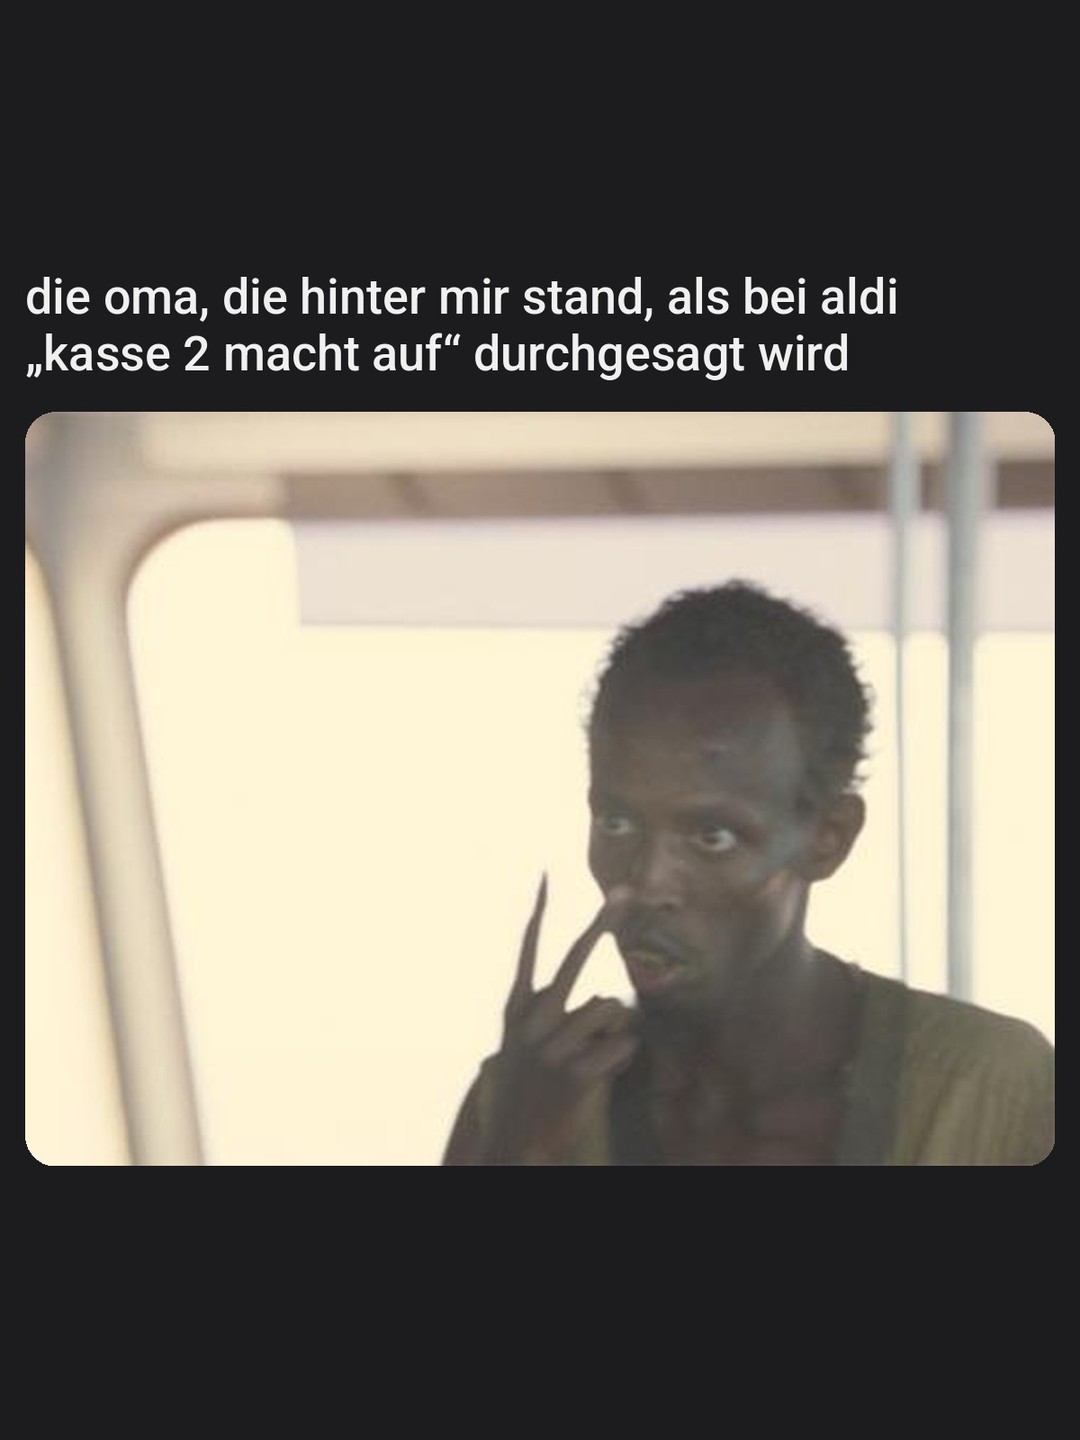 die oma, die hinter mir stand, als bei aldi
„kasse 2 macht auf“ durchgesagt wird